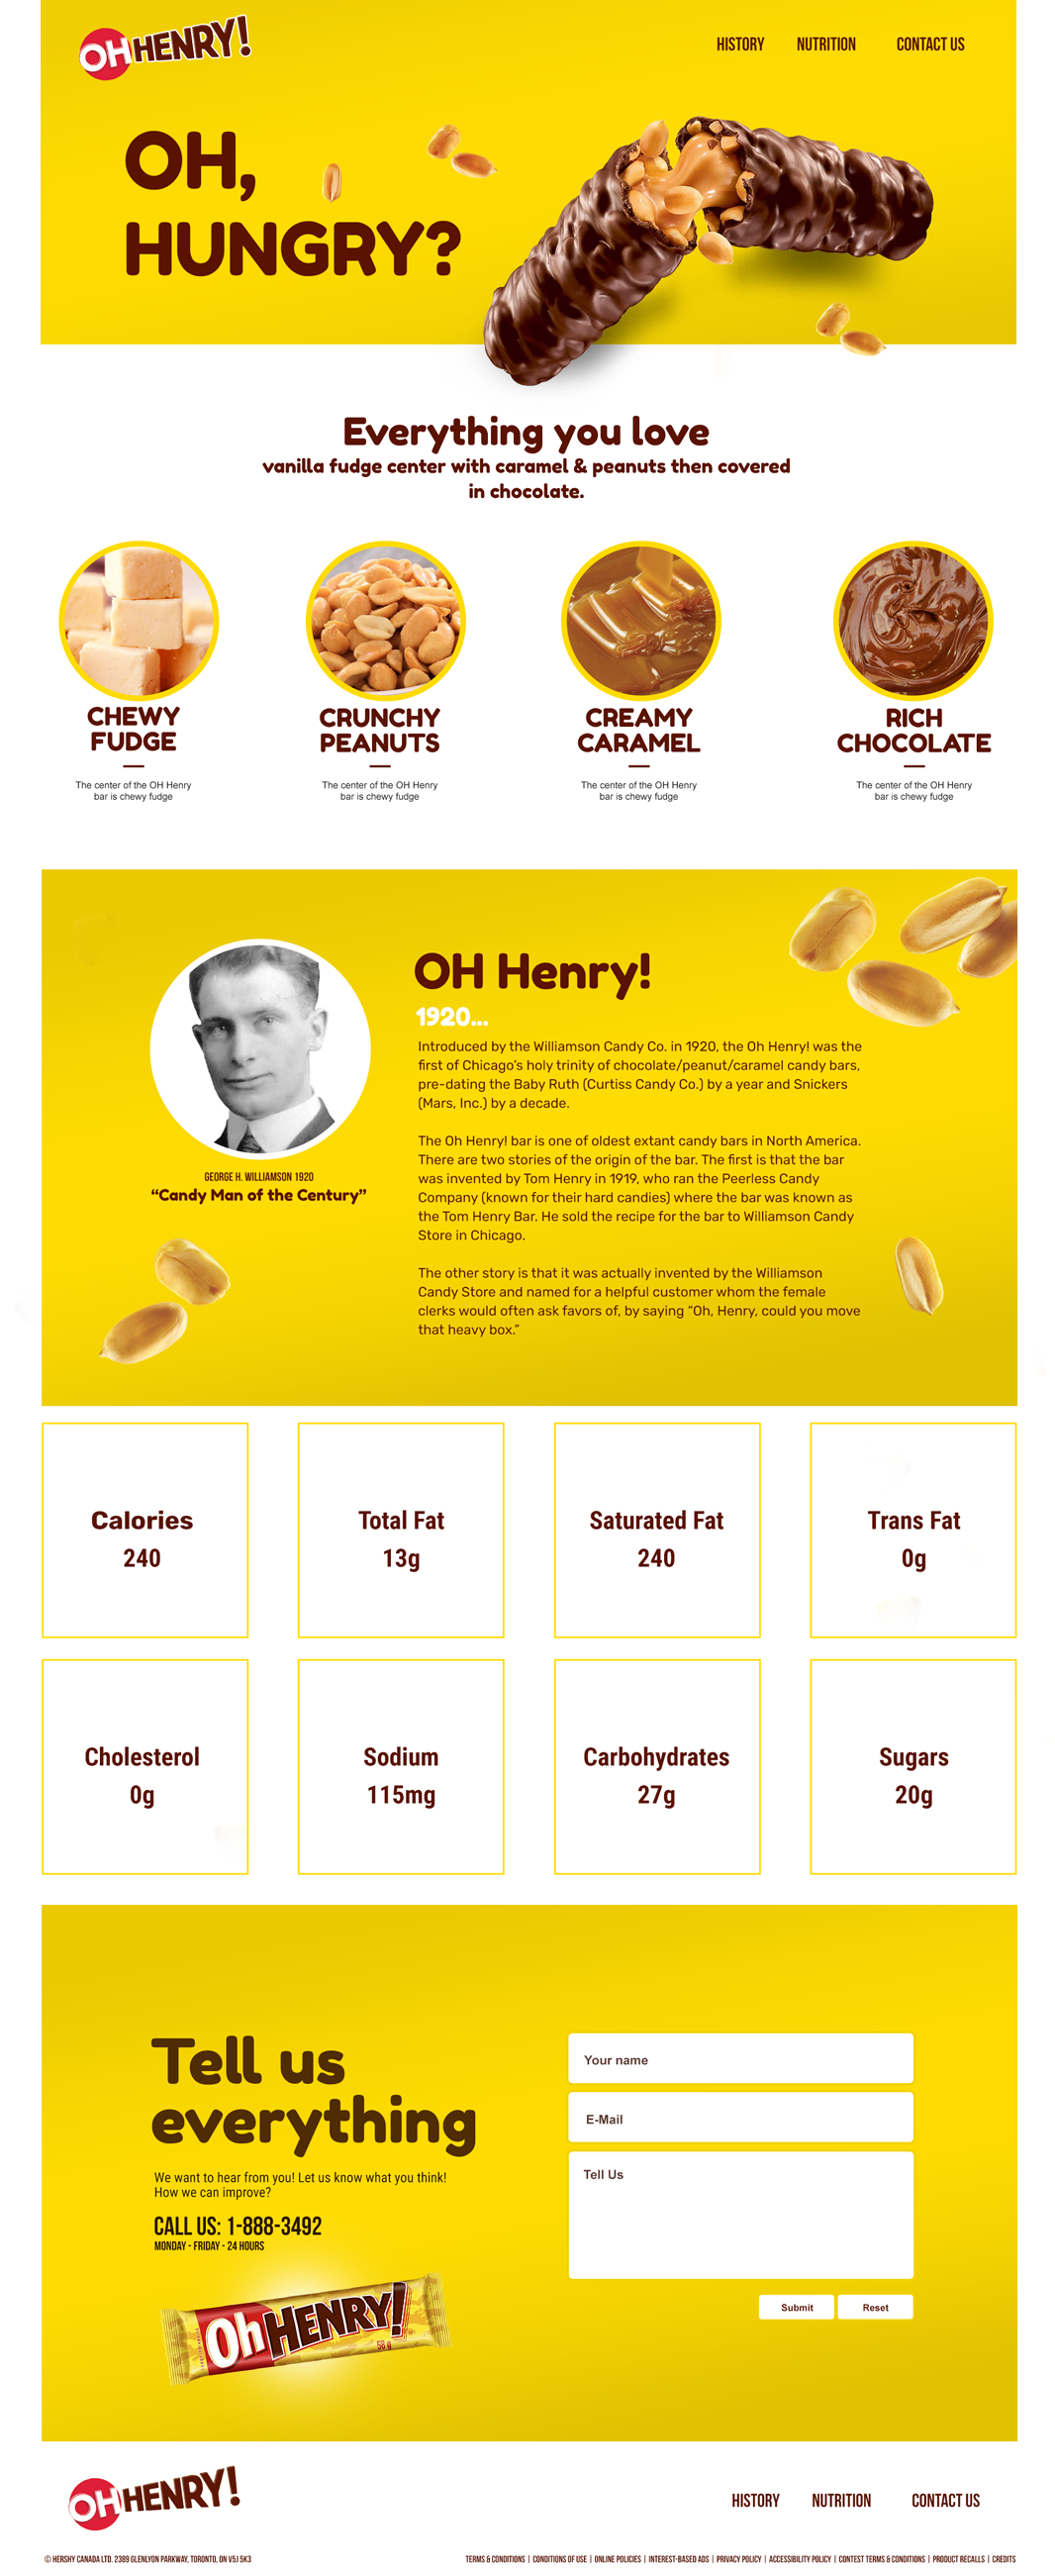 OH HENRY!
HISTORY NUTRITION CONTACT US
OH,
HUNGRY?
Everything you love
vanilla fudge center with caramel & peanuts then covered
in chocolate.
CHEWY
FUDGE
The center of the OH Henry
bar is chewy fudge
CRUNCHY
PEANUTS
The center of the OH Henry
bar is chewy fudge
CREAMY
CARAMEL
The center of the OH Henry
bar is chewy fudge
RICH
CHOCOLATE
The center of the OH Henry
bar is chewy fudge
GEORGE H. WILLIAMSON 1920
“Candy Man of the Century”
OH Henry!
1920...
Introduced by the Williamson Candy Co. in 1920, the Oh Henry! was the
first of Chicago’s holy trinity of chocolate/peanut/caramel candy bars,
pre-dating the Baby Ruth (Curtiss Candy Co.) by a year and Snickers
(Mars, Inc.) by a decade.
The Oh Henry! bar is one of oldest extant candy bars in North America.
There are two stories of the origin of the bar. The first is that the bar
was invented by Tom Henry in 1919, who ran the Peerless Candy
Company (known for their hard candies) where the bar was known as
the Tom Henry Bar. He sold the recipe for the bar to Williamson Candy
Store in Chicago.
The other story is that it was actually invented by the Williamson
Candy Store and named for a helpful customer whom the female
clerks would often ask favors of, by saying “Oh, Henry, could you move
that heavy box.”
Calories
240
Total Fat
13g
Saturated Fat
240
Trans Fat
0g
Cholesterol
0g
Sodium
115mg
Carbohydrates
27g
Sugars
20g
Tell us
everything
We want to hear from you! Let us know what you think!
How we can improve?
CALL US: 1-888-3492
MONDAY - FRIDAY - 24 HOURS
Oh HENRY!
58 g
Your name
E-Mail
Tell Us
Submit Reset
OH HENRY!
HISTORY NUTRITION CONTACT US
© HERSHY CANADA LTD. 2389 GLENLYON PARKWAY, TORONTO, ON V5J 5K3
TERMS & CONDITIONS | CONDITIONS OF USE | ONLINE POLICIES | INTEREST-BASED ADS | PRIVACY POLICY | ACCESSIBILITY POLICY | CONTEST TERMS & CONDITIONS | PRODUCT RECALLS | CREDITS